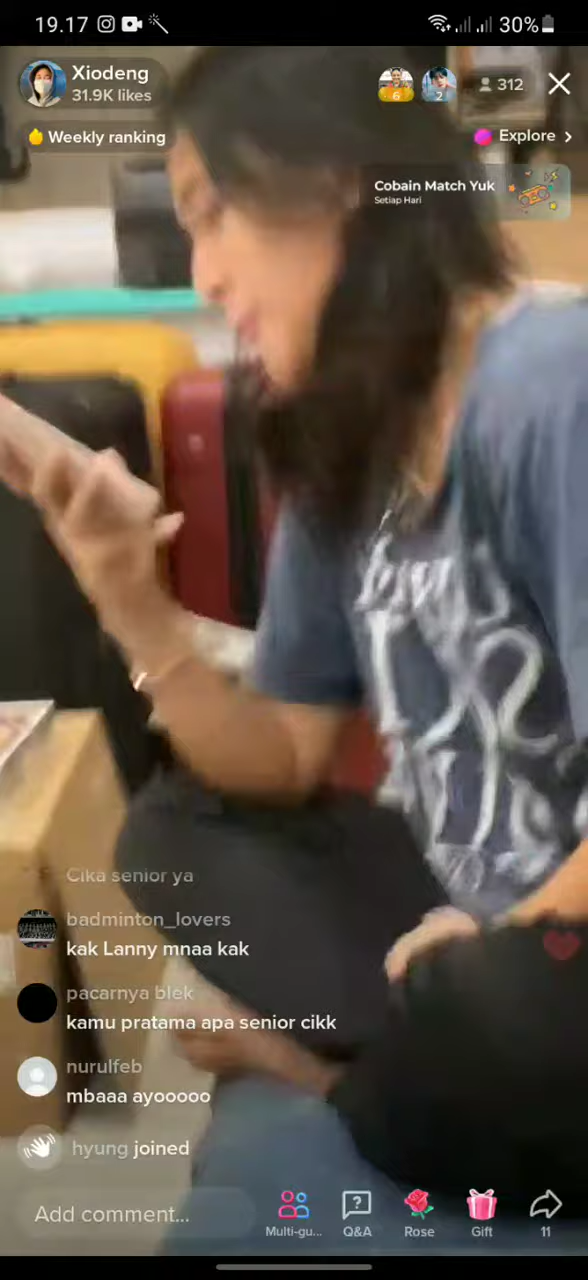 19.17
30%
Xiodeng
31.9K likes
6
2
312
Weekly ranking
Explore
Cobain Match Yuk
Setiap Hari
Cika senior ya
badminton_lovers
kak Lanny mnaa kak
pacarnya blek
kamu pratama apa senior cikk
nurulfeb
mbaaa ayooooo
hyung joined
Add comment...
Multi-gu...
Q&A
Rose
Gift
11